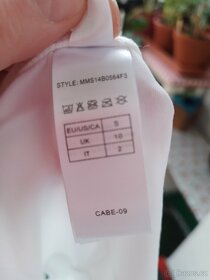 STYLE: MMS14B0564F3
EU/US/CA S
UK 10
IT 2
CABE-09